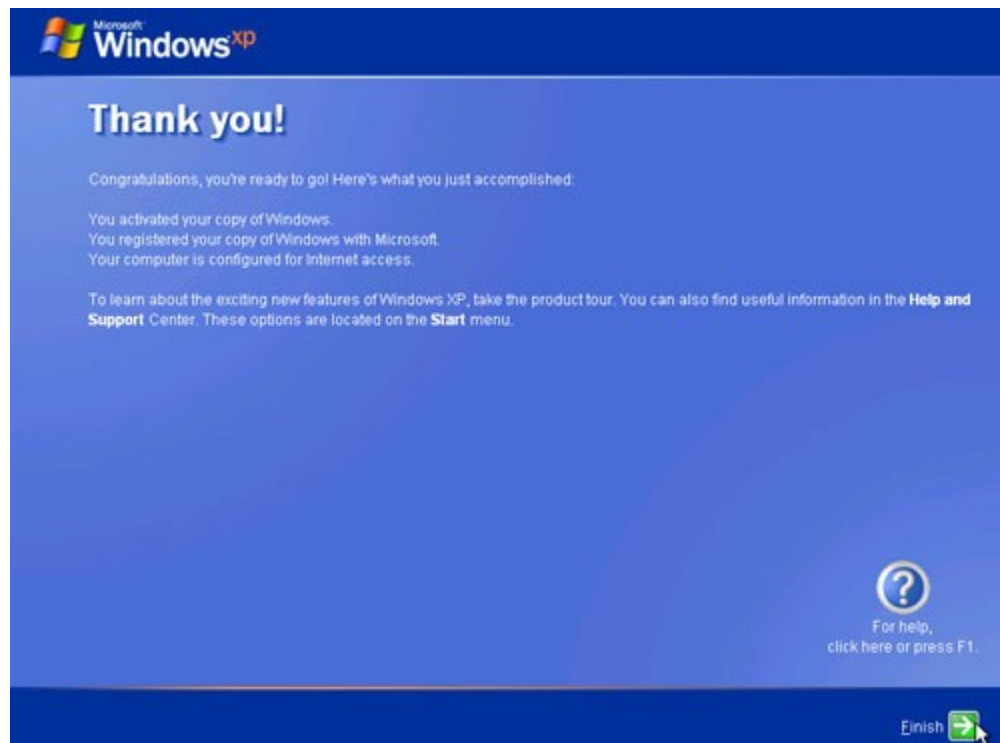 Microsoft
Windows xp
Thank you!
Congratulations, you're ready to go! Here's what you just accomplished:
You activated your copy of Windows.
You registered your copy of Windows with Microsoft.
Your computer is configured for Internet access.
To learn about the exciting new features of Windows XP, take the product tour. You can also find useful information in the Help and
Support Center. These options are located on the Start menu.
For help,
click here or press F1.
Finish